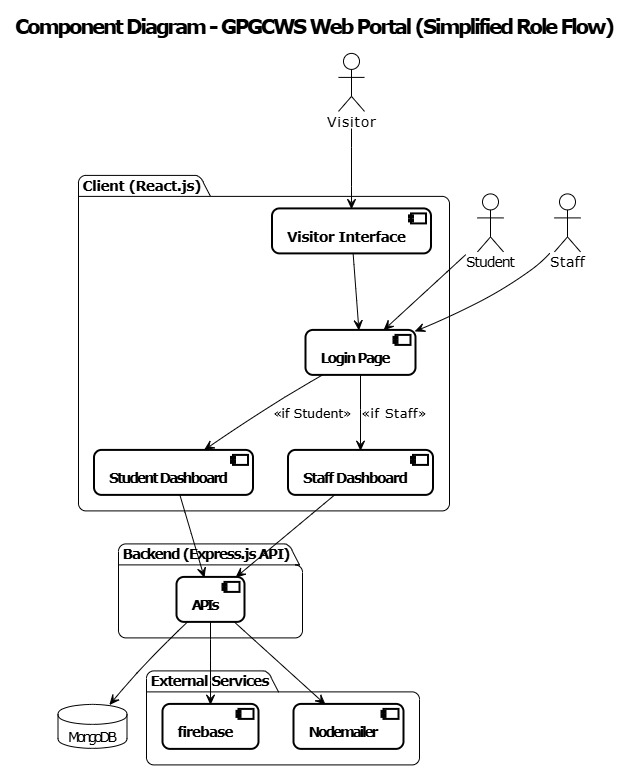 Component Diagram - GPGCWS Web Portal (Simplified Role Flow)
Visitor
Client (React.js)
Visitor Interface
Student
Staff
Login Page
«if Student»
«if Staff»
Student Dashboard
Staff Dashboard
Backend (Express.js API)
APIs
External Services
MongoDB
firebase
Nodemailer